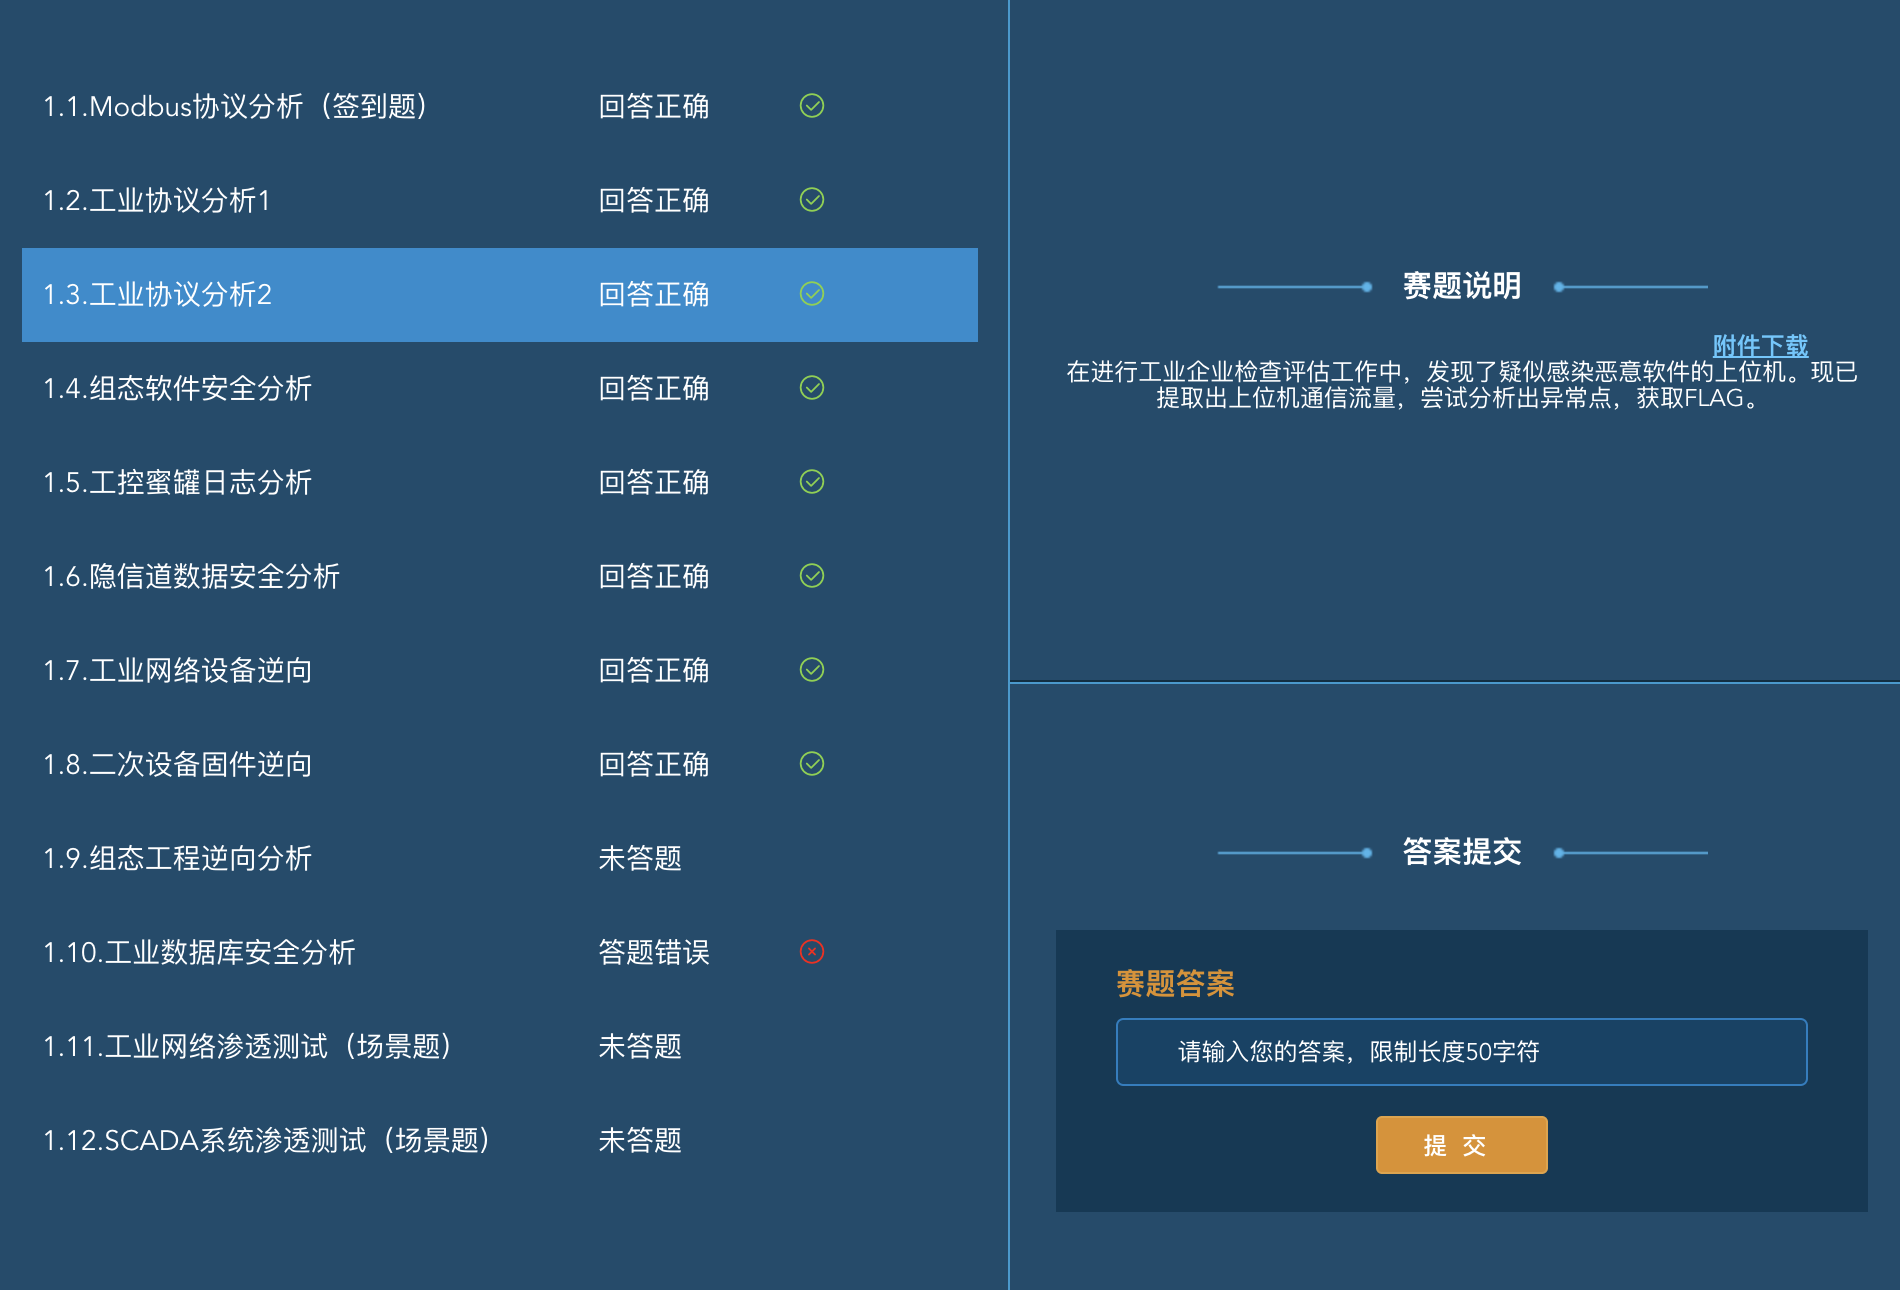 1.1.Modbus协议分析（签到题） 回答正确
1.2.工业协议分析1 回答正确
1.3.工业协议分析2 回答正确
1.4.组态软件安全分析 回答正确
1.5.工控蜜罐日志分析 回答正确
1.6.隐信道数据安全分析 回答正确
1.7.工业网络设备逆向 回答正确
1.8.二次设备固件逆向 回答正确
1.9.组态工程逆向分析 未答题
1.10.工业数据库安全分析 答题错误
1.11.工业网络渗透测试（场景题） 未答题
1.12.SCADA系统渗透测试（场景题） 未答题
赛题说明
附件下载
在进行工业企业检查评估工作中，发现了疑似感染恶意软件的上位机。现已
提取出上位机通信流量，尝试分析出异常点，获取FLAG。
答案提交
赛题答案
请输入您的答案，限制长度50字符
提 交